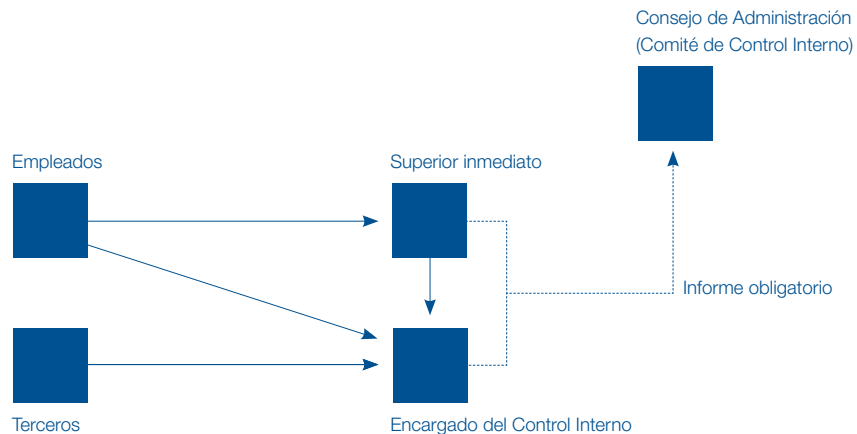 Consejo de Administración
(Comité de Control Interno)
Empleados
Superior inmediato
Informe obligatorio
Terceros
Encargado del Control Interno